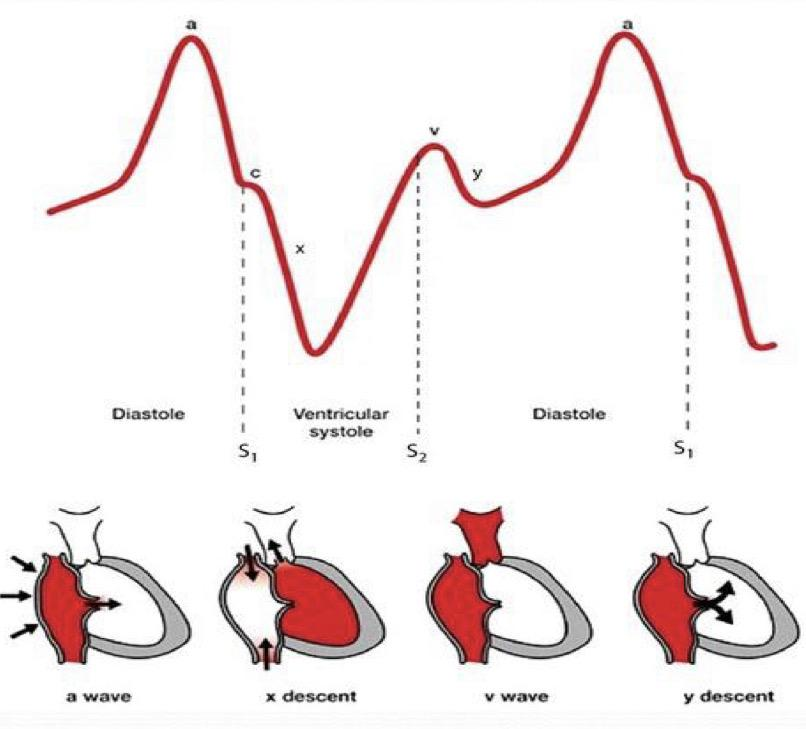 a
a
v
c
y
x
Diastole
Ventricular
systole
Diastole
S1
S2
S1
a wave
x descent
v wave
y descent